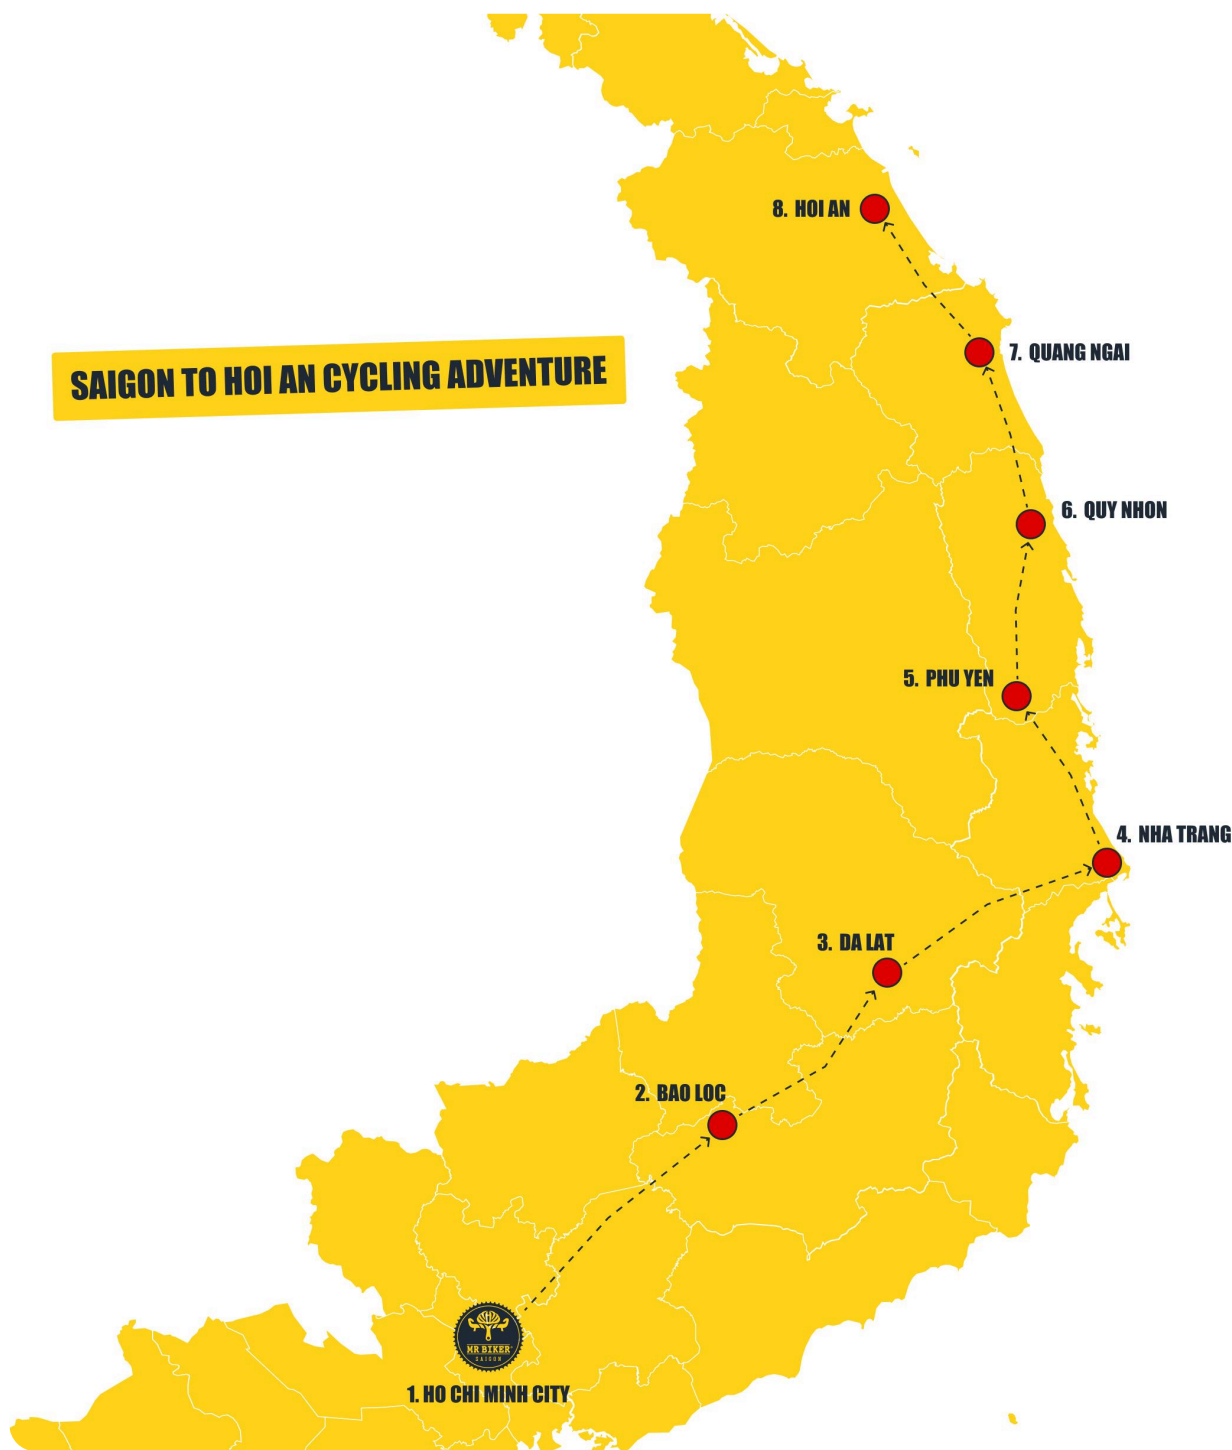 8. HOI AN
SAIGON TO HOI AN CYCLING ADVENTURE
7. QUANG NGAI
6. QUY NHON
5. PHU YEN
4. NHA TRANG
3. DA LAT
2. BAO LOC
MR BIKER
SAIGON
1. HO CHI MINH CITY